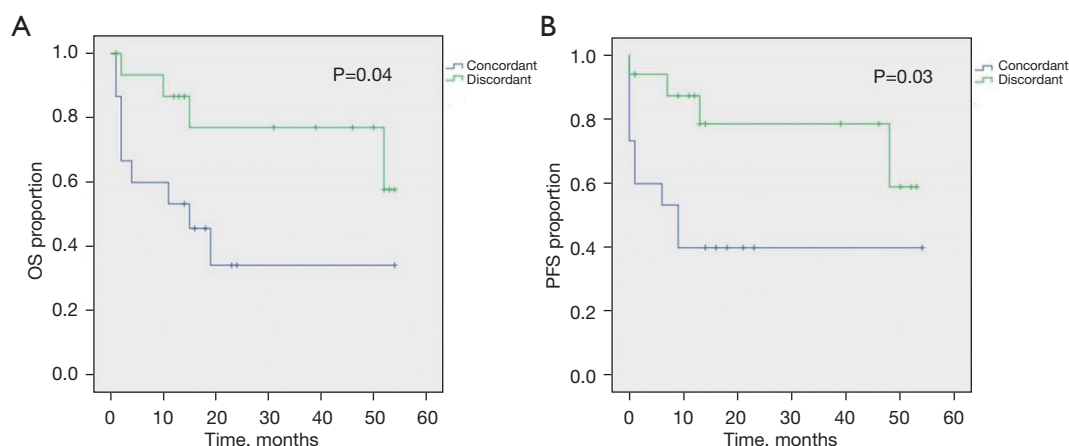 A
1.0
0.8
0.6
0.4
0.2
0.0
OS proportion
P=0.04
Concordant
Discordant
0 10 20 30 40 50 60
Time, months
B
1.0
0.8
0.6
0.4
0.2
0.0
PFS proportion
P=0.03
Concordant
Discordant
0 10 20 30 40 50 60
Time, months